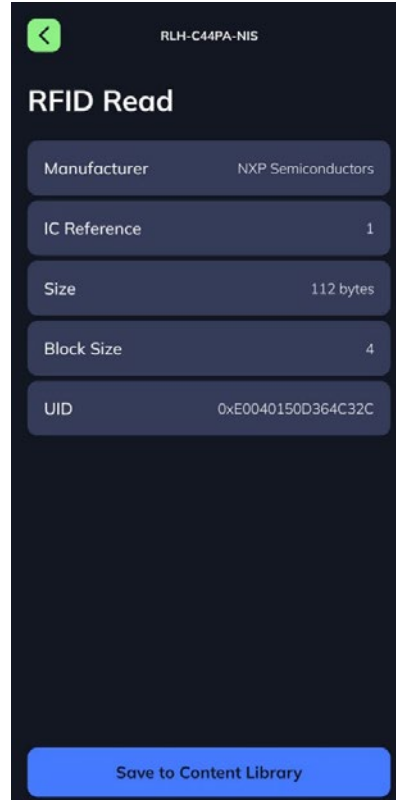 RLH-C44PA-NIS
RFID Read
Manufacturer NXP Semiconductors
IC Reference 1
Size 112 bytes
Block Size 4
UID 0xE0040150D364C32C
Save to Content Library